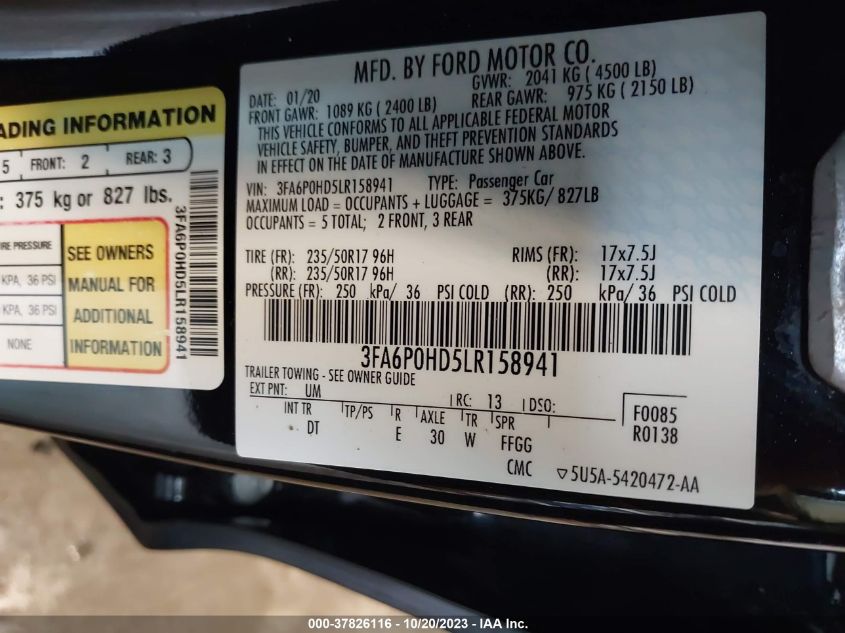 ADING INFORMATION
5 FRONT: 2 REAR: 3
: 375 kg or 827 lbs.
IRE PRESSURE
KPA, 36 PSI
KPA, 36 PSI
NONE
SEE OWNERS
MANUAL FOR
ADDITIONAL
INFORMATION
3FA6P0HD5LR158941
MFD. BY FORD MOTOR CO.
DATE: 01/20 GVWR: 2041 KG ( 4500 LB)
FRONT GAWR: 1089 KG ( 2400 LB) REAR GAWR: 975 KG ( 2150 LB)
THIS VEHICLE CONFORMS TO ALL APPLICABLE FEDERAL MOTOR
VEHICLE SAFETY, BUMPER, AND THEFT PREVENTION STANDARDS
IN EFFECT ON THE DATE OF MANUFACTURE SHOWN ABOVE.
VIN: 3FA6P0HD5LR158941 TYPE: Passenger Car
MAXIMUM LOAD = OCCUPANTS + LUGGAGE = 375KG/ 827LB
OCCUPANTS = 5 TOTAL; 2 FRONT, 3 REAR
TIRE (FR): 235/50R17 96H RIMS (FR): 17x7.5J
(RR): 235/50R17 96H (RR): 17x7.5J
PRESSURE (FR): 250 kPa/ 36 PSI COLD (RR): 250 kPa/ 36 PSI COLD
3FA6P0HD5LR158941
TRAILER TOWING - SEE OWNER GUIDE
EXT PNT: UM RC: 13 DSO: F0085
INT TR TP/PS R AXLE TR SPR R0138
DT E 30 W FFGG
CMC ▽5U5A-5420472-AA
000-37826116 - 10/20/2023 - IAA Inc.